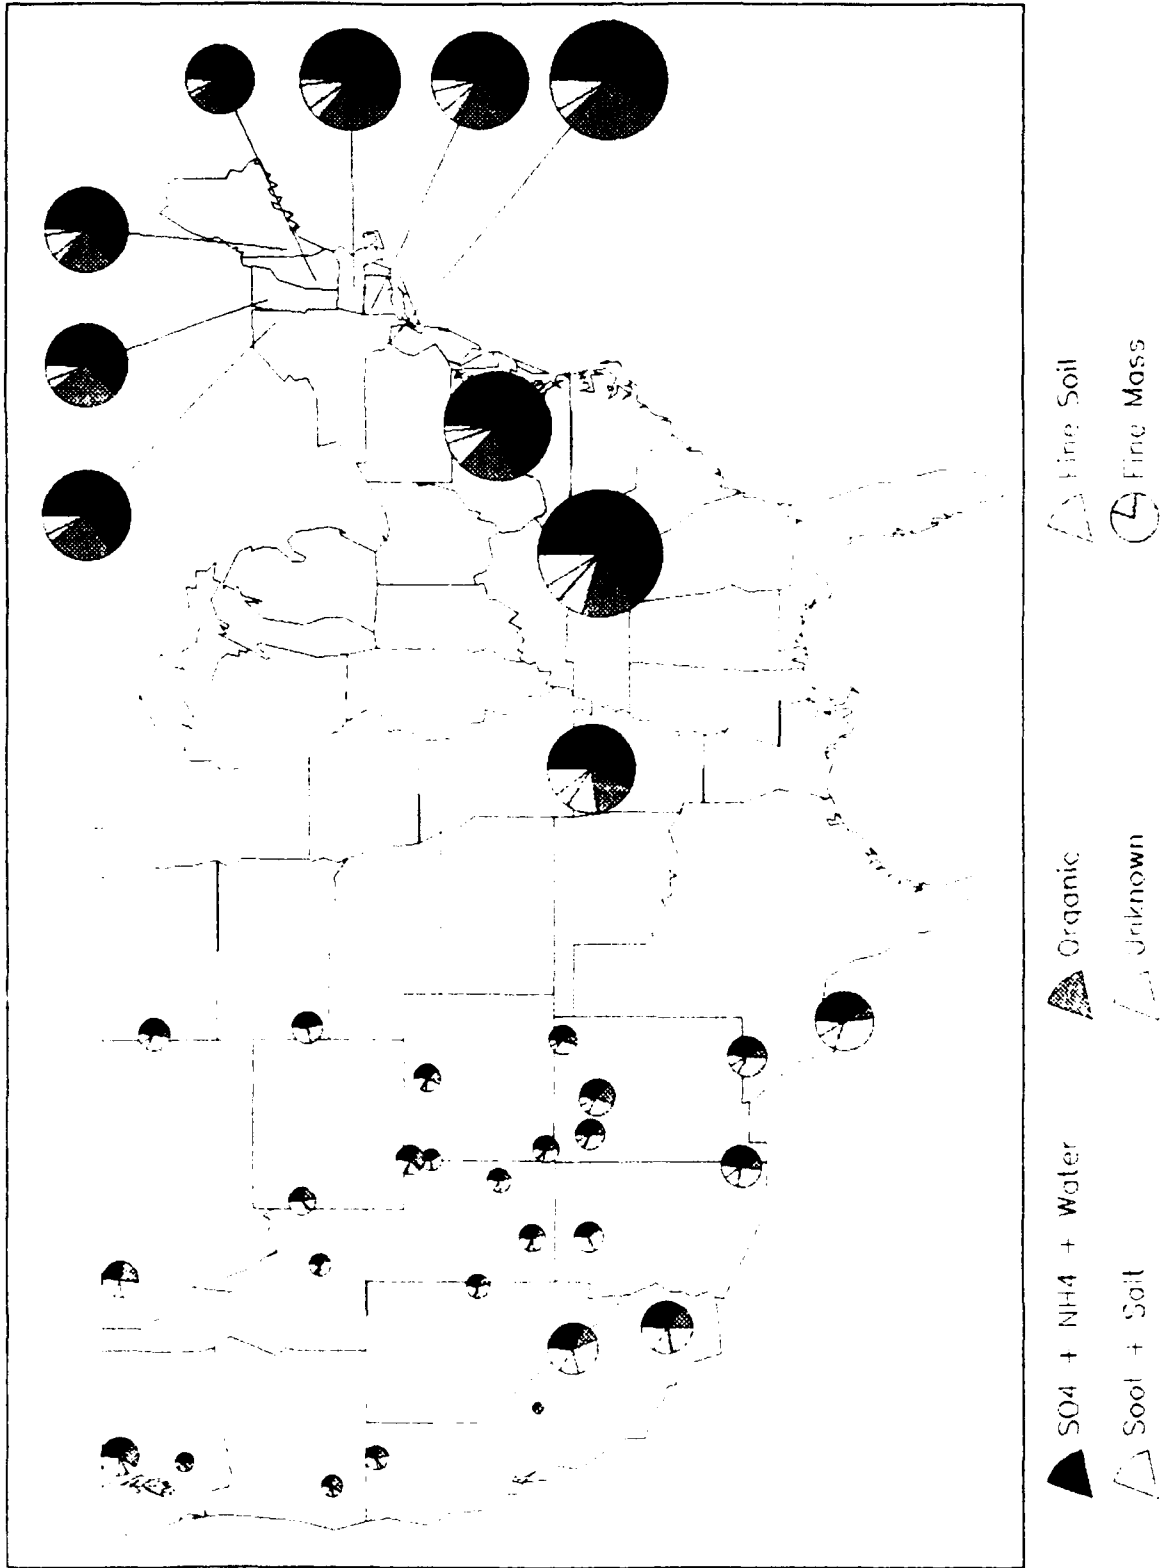 SO4 + NH4 + Water
Organic
Fine Soil
Soot + Salt
Unknown
Fine Mass